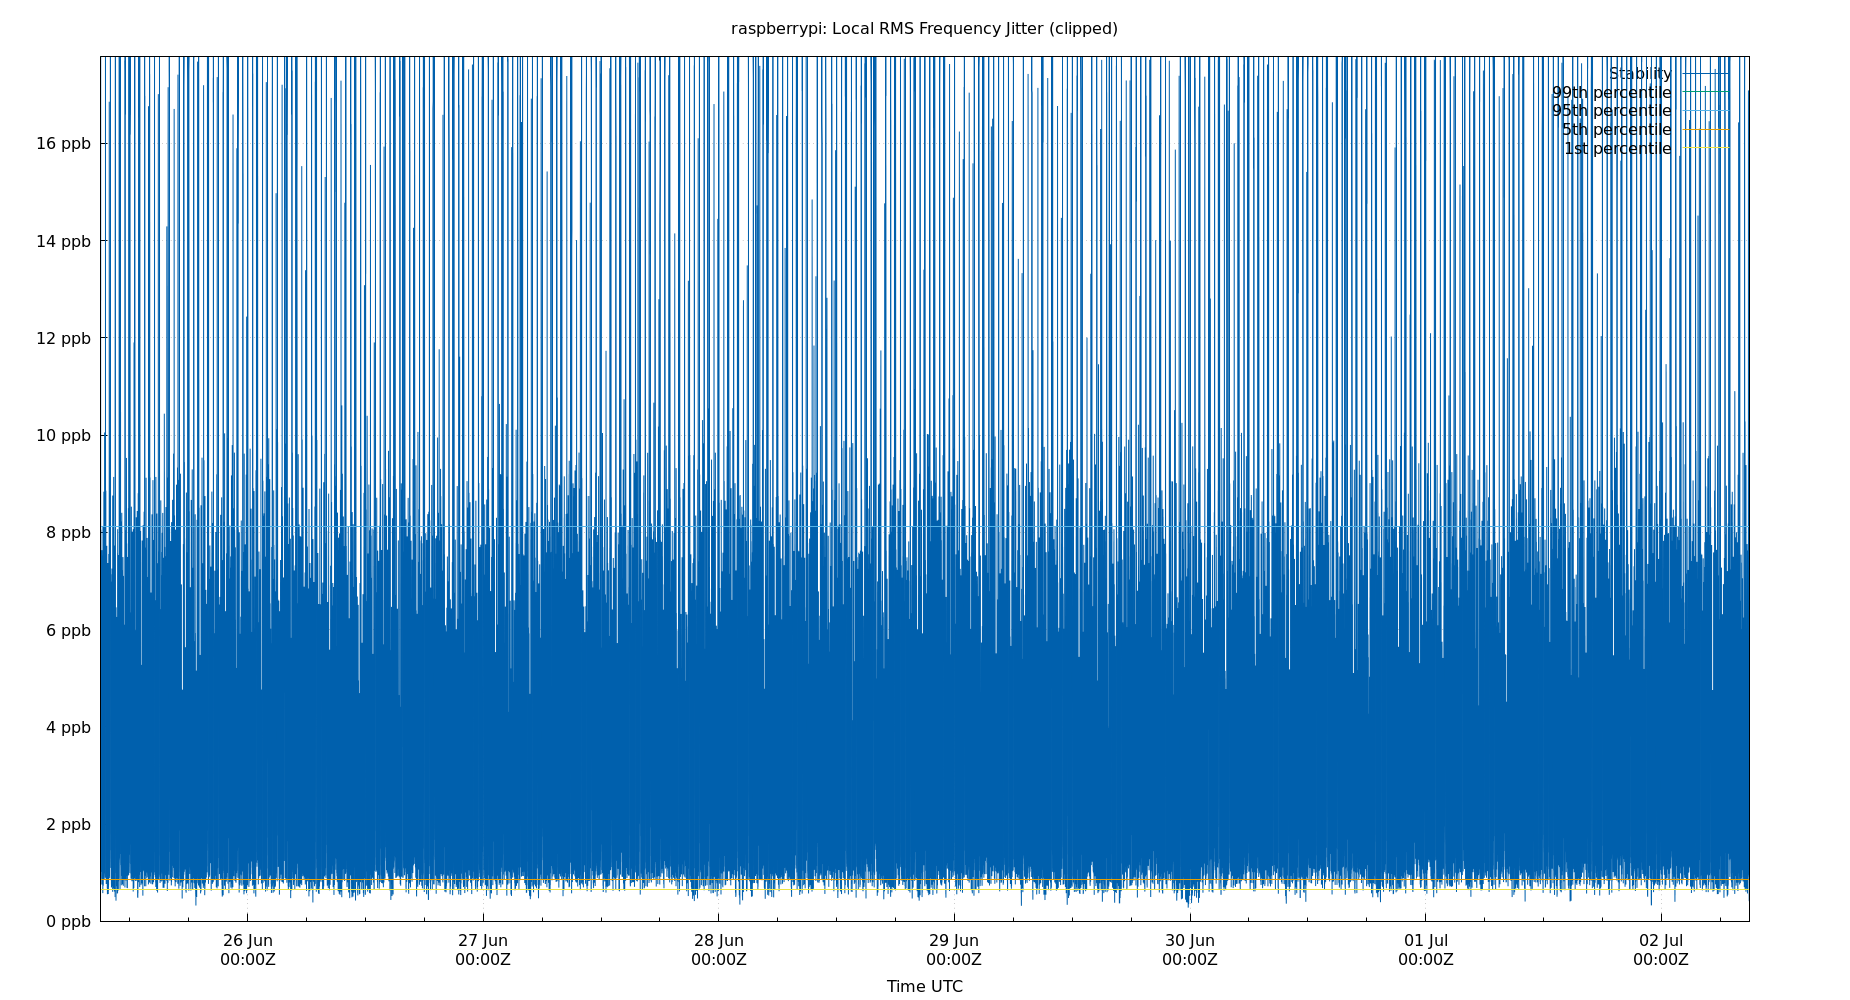 raspberrypi: Local RMS Frequency Jitter (clipped)
Stability
99th percentile
95th percentile
5th percentile
1st percentile
16 ppb
14 ppb
12 ppb
10 ppb
8 ppb
6 ppb
4 ppb
2 ppb
0 ppb
26 Jun 27 Jun 28 Jun 29 Jun 30 Jun 01 Jul 02 Jul
00:00Z 00:00Z 00:00Z 00:00Z 00:00Z 00:00Z 00:00Z
Time UTC